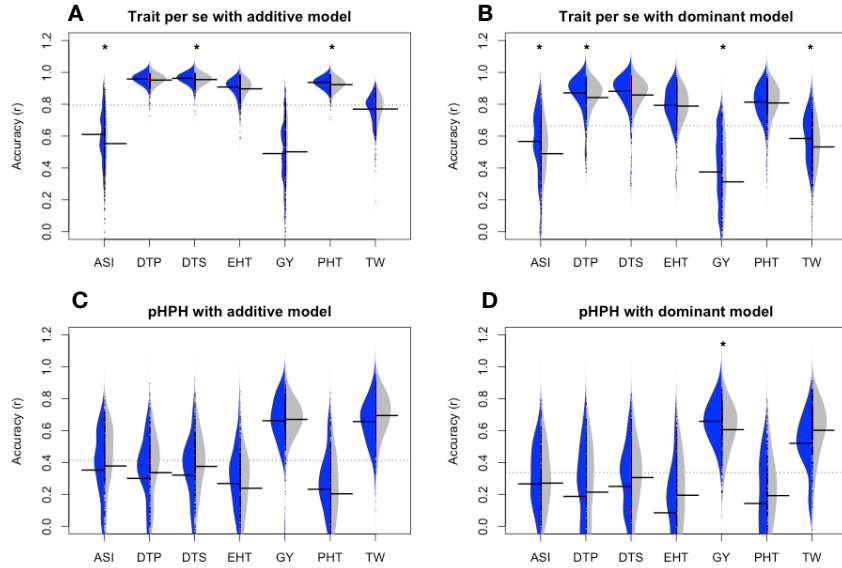 A
Trait per se with additive model
*
*
*
Accuracy (r)
1.2
1.0
0.8
0.6
0.4
0.2
0.0
ASI DTP DTS EHT GY PHT TW
B
Trait per se with dominant model
*
*
*
*
Accuracy (r)
1.2
1.0
0.8
0.6
0.4
0.2
0.0
ASI DTP DTS EHT GY PHT TW
C
pHPH with additive model
Accuracy (r)
1.2
1.0
0.8
0.6
0.4
0.2
0.0
ASI DTP DTS EHT GY PHT TW
D
pHPH with dominant model
*
Accuracy (r)
1.2
1.0
0.8
0.6
0.4
0.2
0.0
ASI DTP DTS EHT GY PHT TW